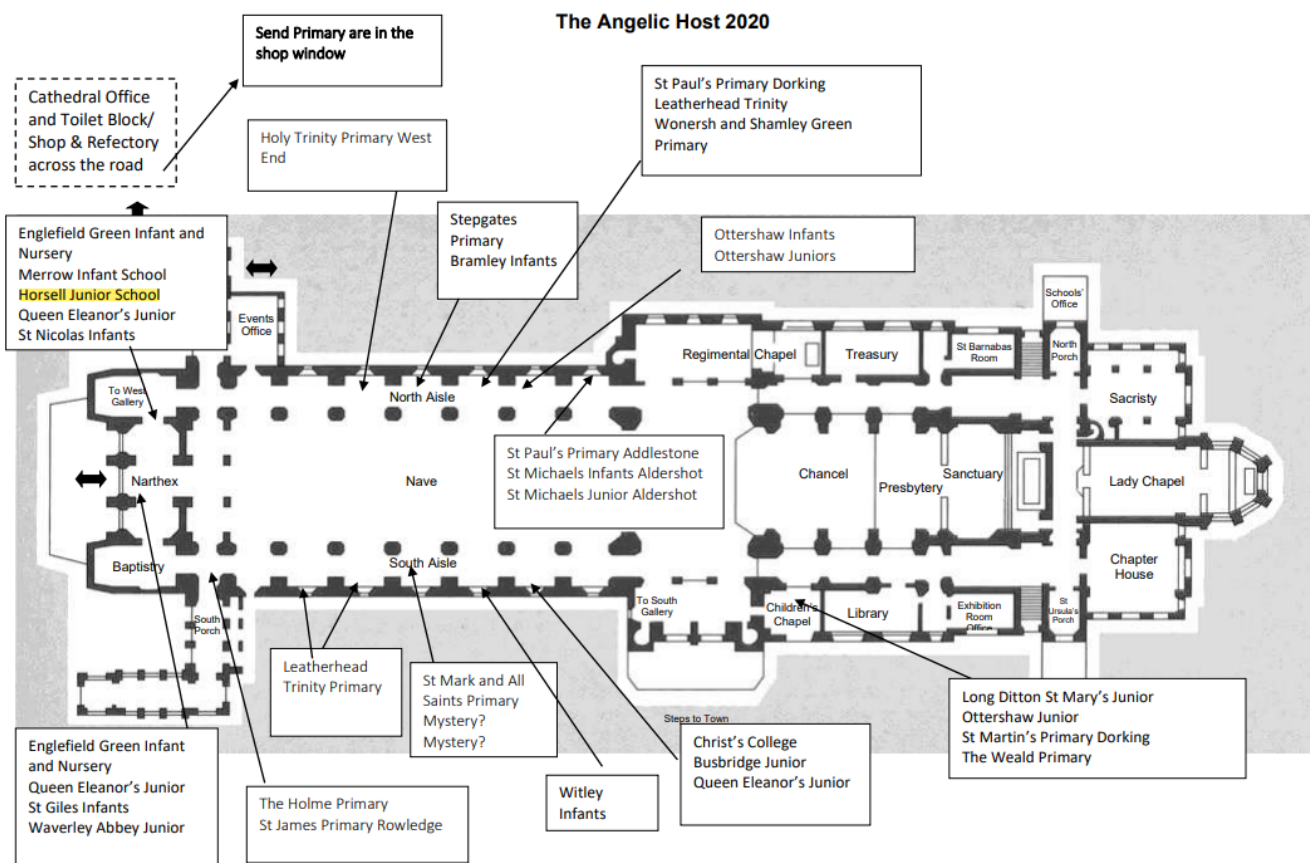 The Angelic Host 2020
Send Primary are in the
shop window
Cathedral Office
and Toilet Block/
Shop & Refectory
across the road
Holy Trinity Primary West
End
St Paul's Primary Dorking
Leatherhead Trinity
Wonersh and Shamley Green
Primary
Englefield Green Infant and
Nursery
Merrow Infant School
Horsell Junior School
Queen Eleanor's Junior
St Nicolas Infants
Stepgates
Primary
Bramley Infants
Ottershaw Infants
Ottershaw Juniors
Events
Office
Schools'
Office
Regimental Chapel
Treasury
St Barnabas
Room
North
Porch
To West
Gallery
North Aisle
Sacristy
St Paul's Primary Addlestone
St Michaels Infants Aldershot
St Michaels Junior Aldershot
Narthex
Nave
Chancel
Presbytery
Sanctuary
Lady Chapel
Baptistry
South Aisle
Chapter
House
To South
Gallery
Children's
Chapel
Library
Exhibition
Room
Office
St
Ursula's
Porch
South
Porch
Leatherhead
Trinity Primary
St Mark and All
Saints Primary
Mystery?
Mystery?
Steps to Town
Long Ditton St Mary's Junior
Ottershaw Junior
St Martin's Primary Dorking
The Weald Primary
Englefield Green Infant
and Nursery
Queen Eleanor's Junior
St Giles Infants
Waverley Abbey Junior
The Holme Primary
St James Primary Rowledge
Witley
Infants
Christ's College
Busbridge Junior
Queen Eleanor's Junior